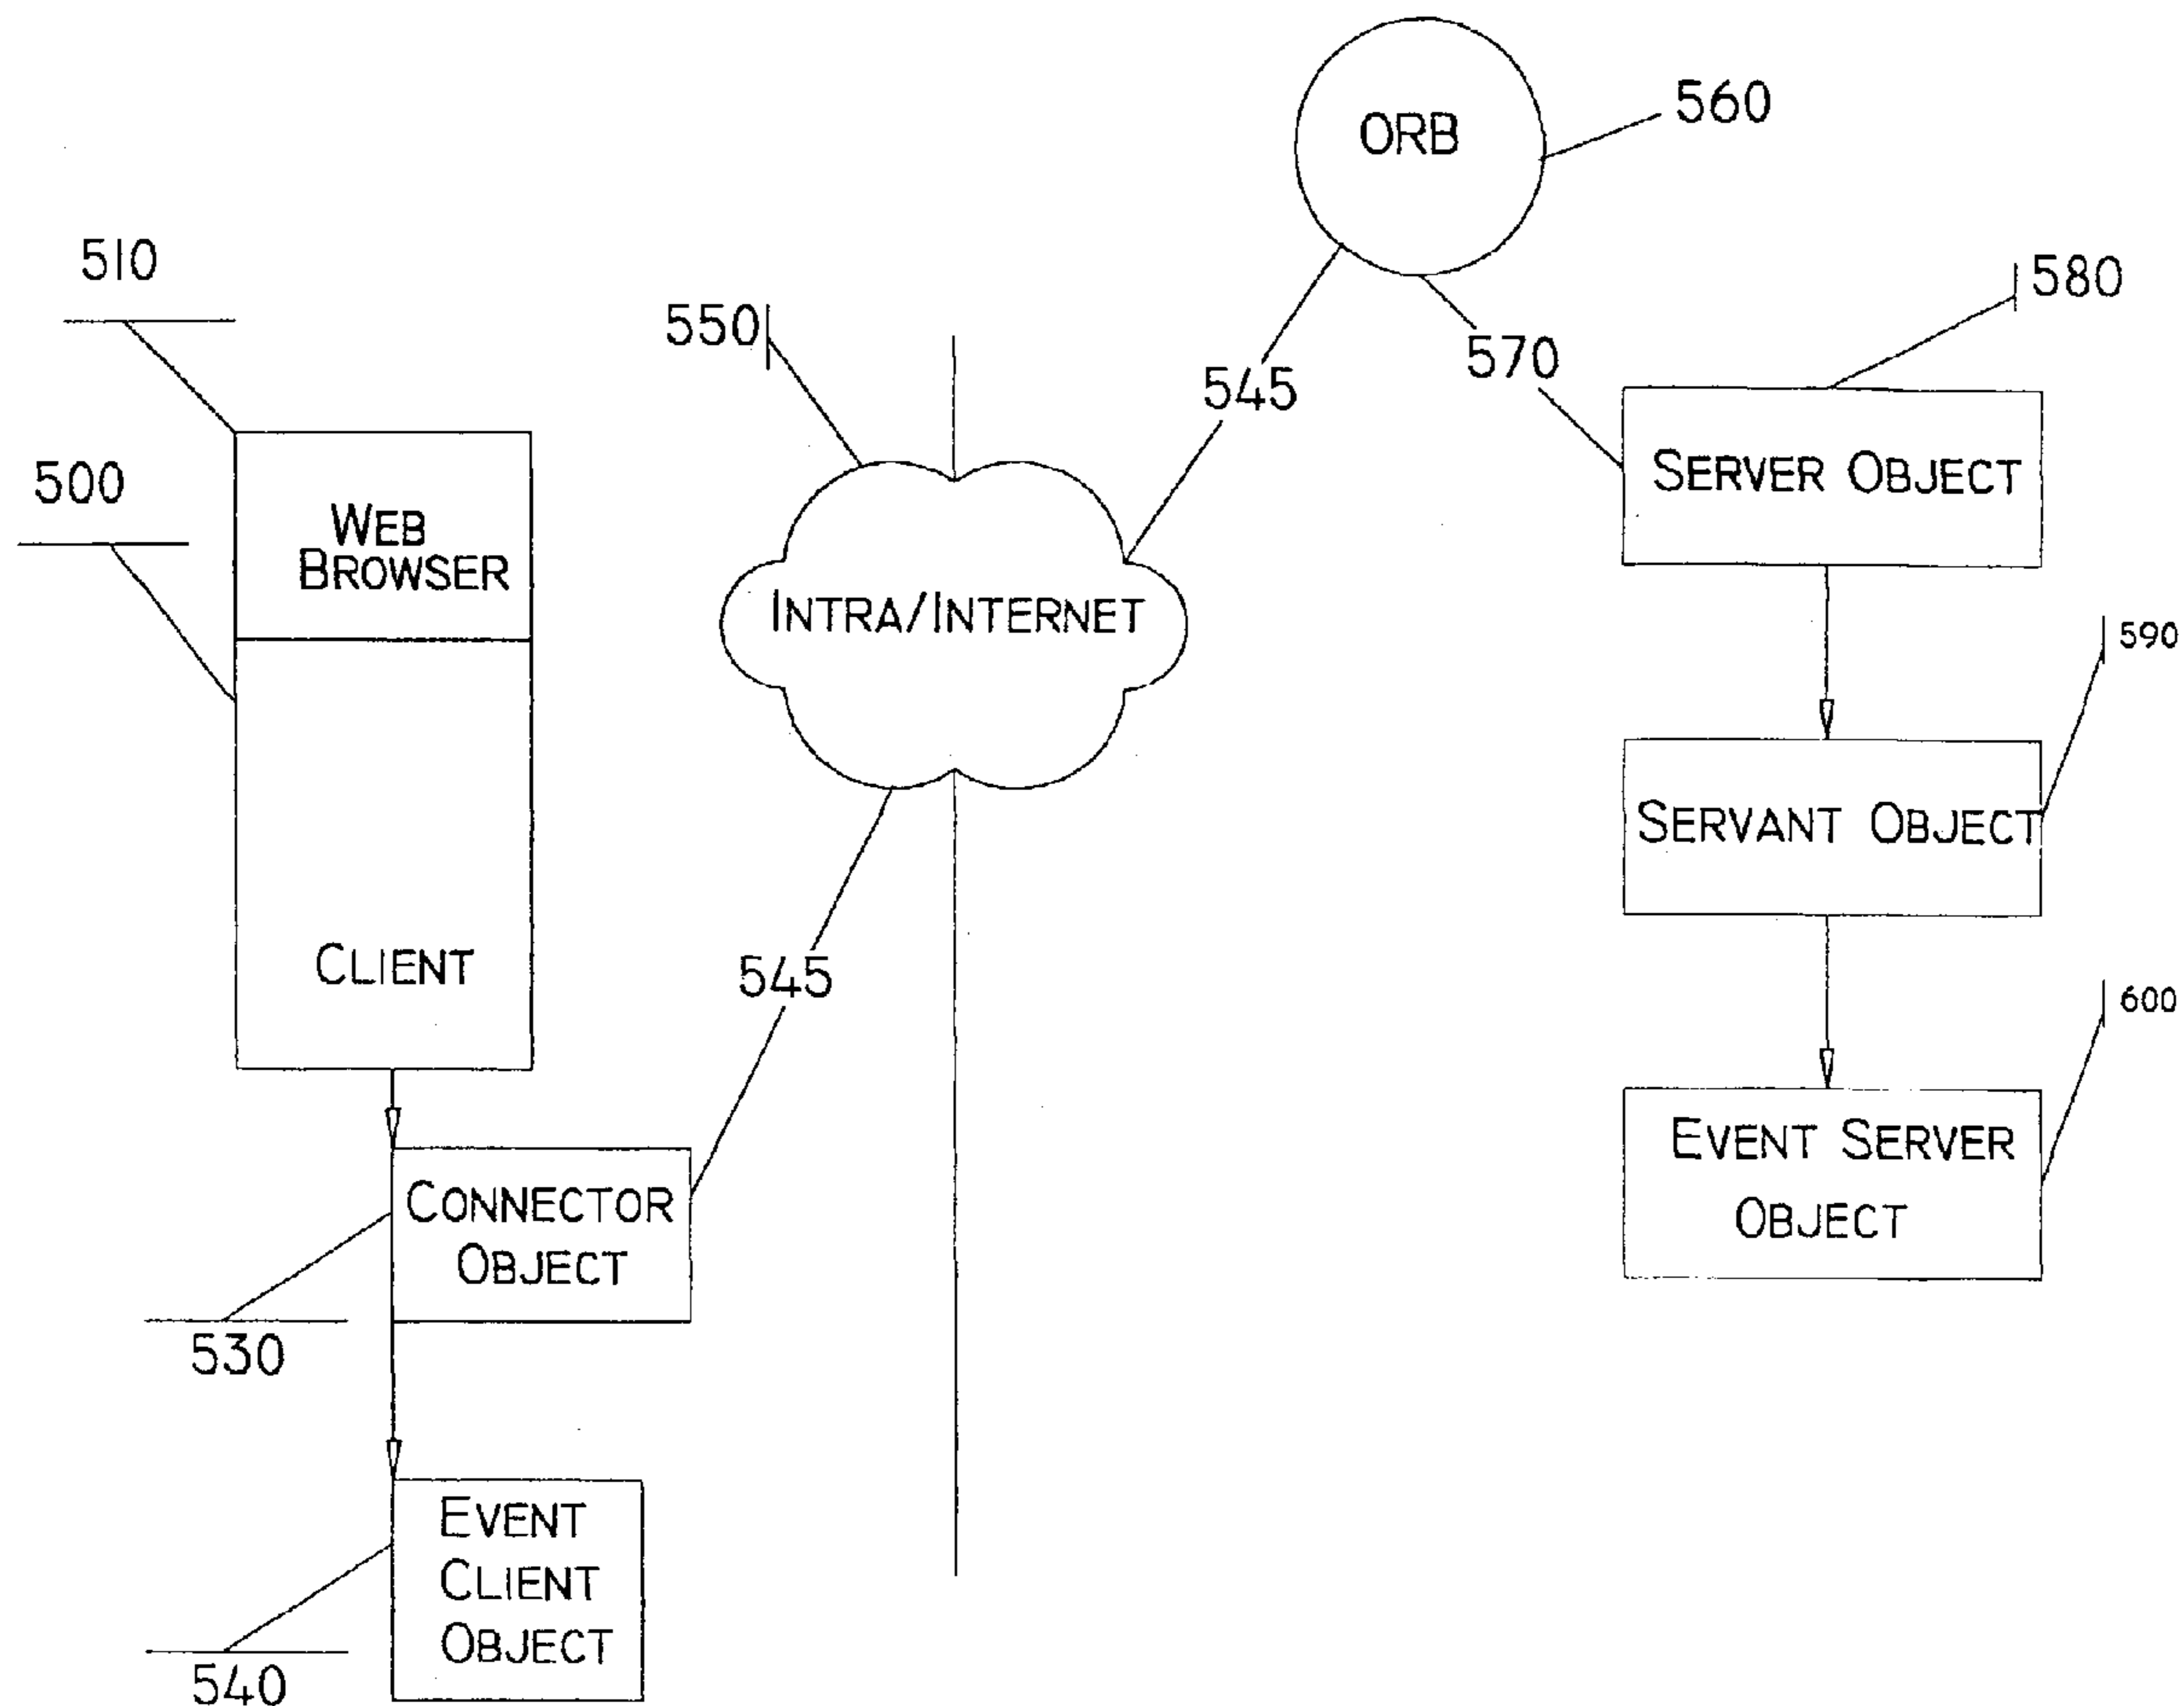 ORB
560
510
550
580
545
570
500
WEB
BROWSER
SERVER OBJECT
INTRA/INTERNET
590
SERVANT OBJECT
CLIENT
545
600
EVENT SERVER
OBJECT
CONNECTOR
OBJECT
530
EVENT
CLIENT
OBJECT
540